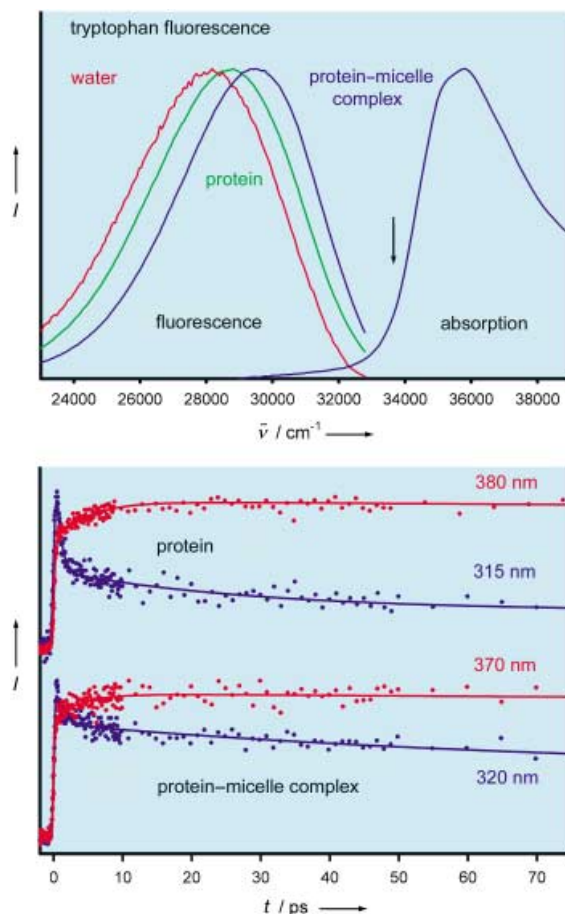 tryptophan fluorescence
water
protein–micelle
complex
protein
I
fluorescence
absorption
24000 26000 28000 30000 32000 34000 36000 38000
ν̃ / cm⁻¹
380 nm
protein
315 nm
I
370 nm
protein–micelle complex
320 nm
0 10 20 30 40 50 60 70
t / ps